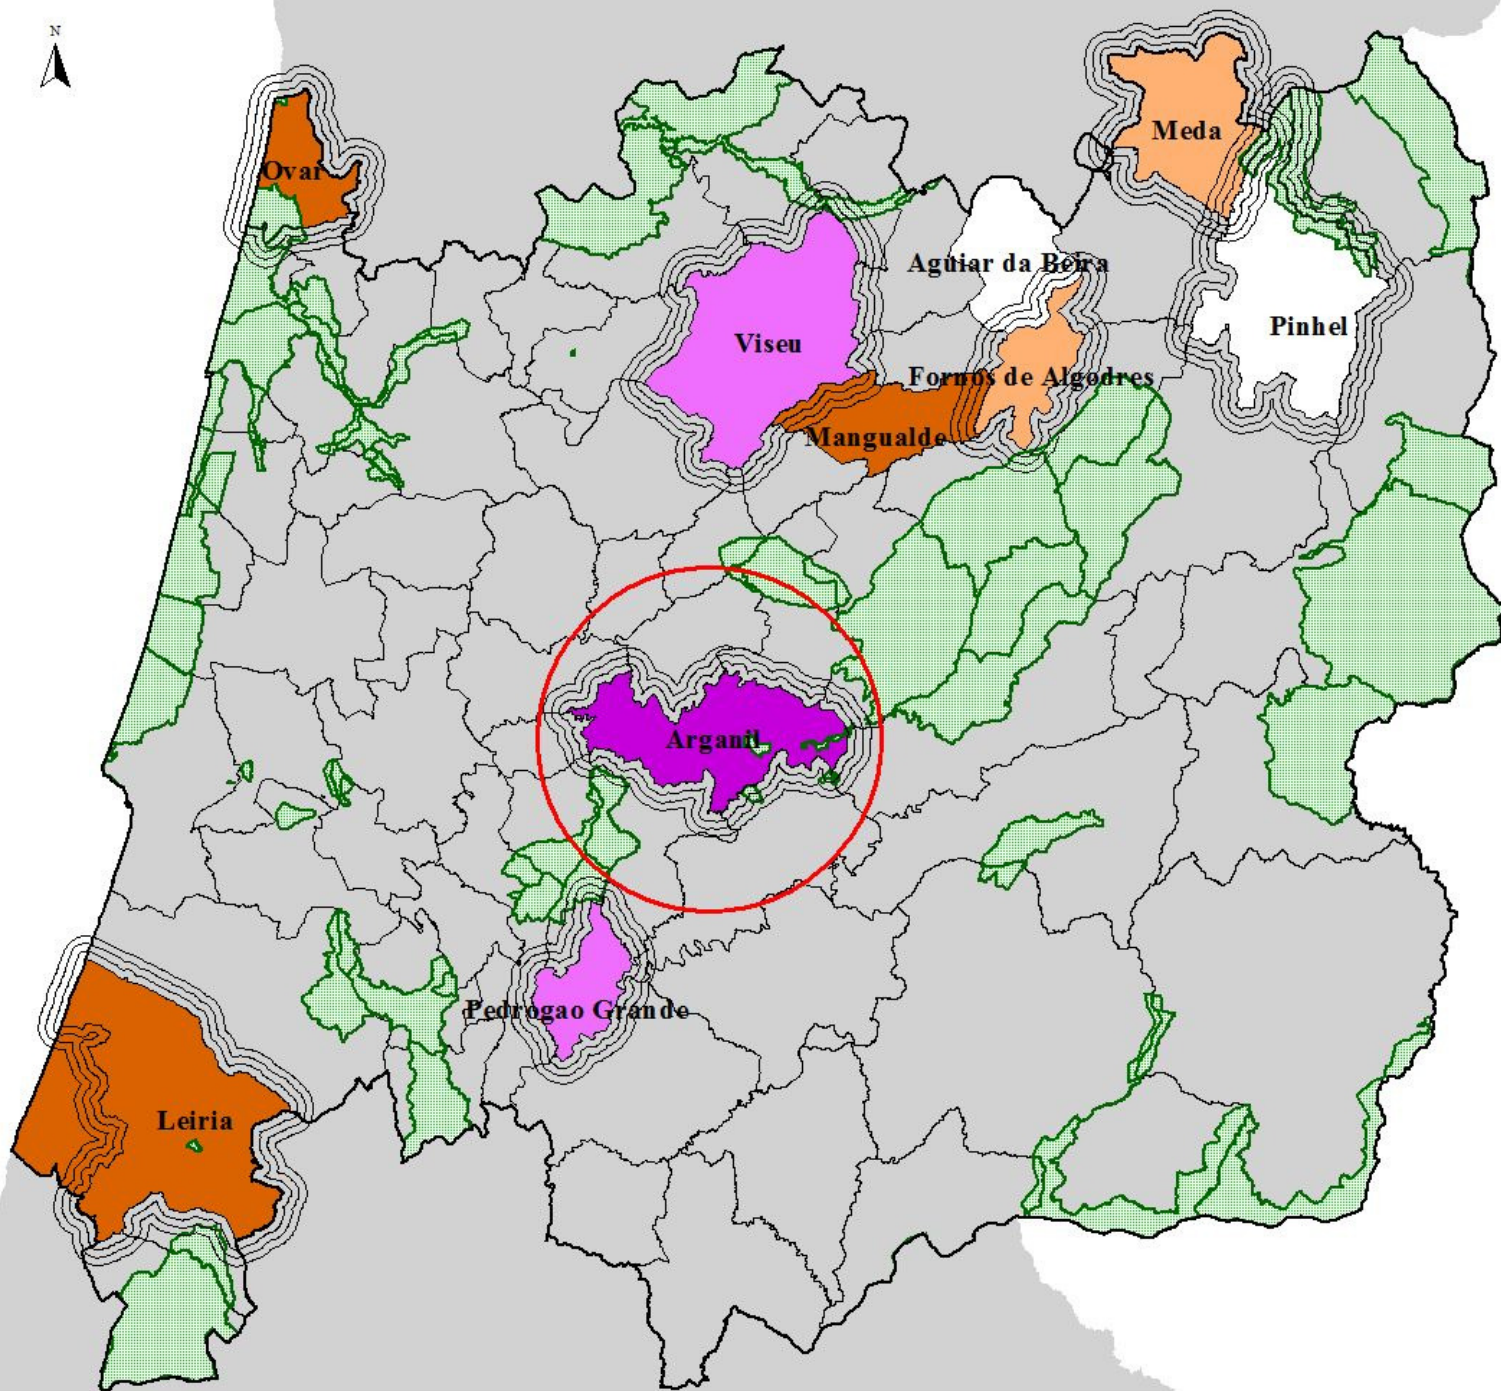 N
Meda
Ovar
Aguiar da Beira
Pinhel
Viseu
Fornos de Algodres
Mangualde
Arganil
Pedrogao Grande
Leiria